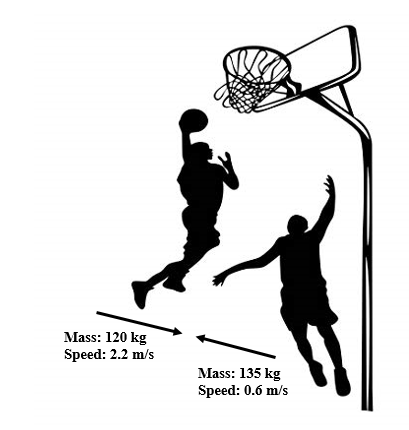 Mass: 120 kg
Speed: 2.2 m/s
Mass: 135 kg
Speed: 0.6 m/s